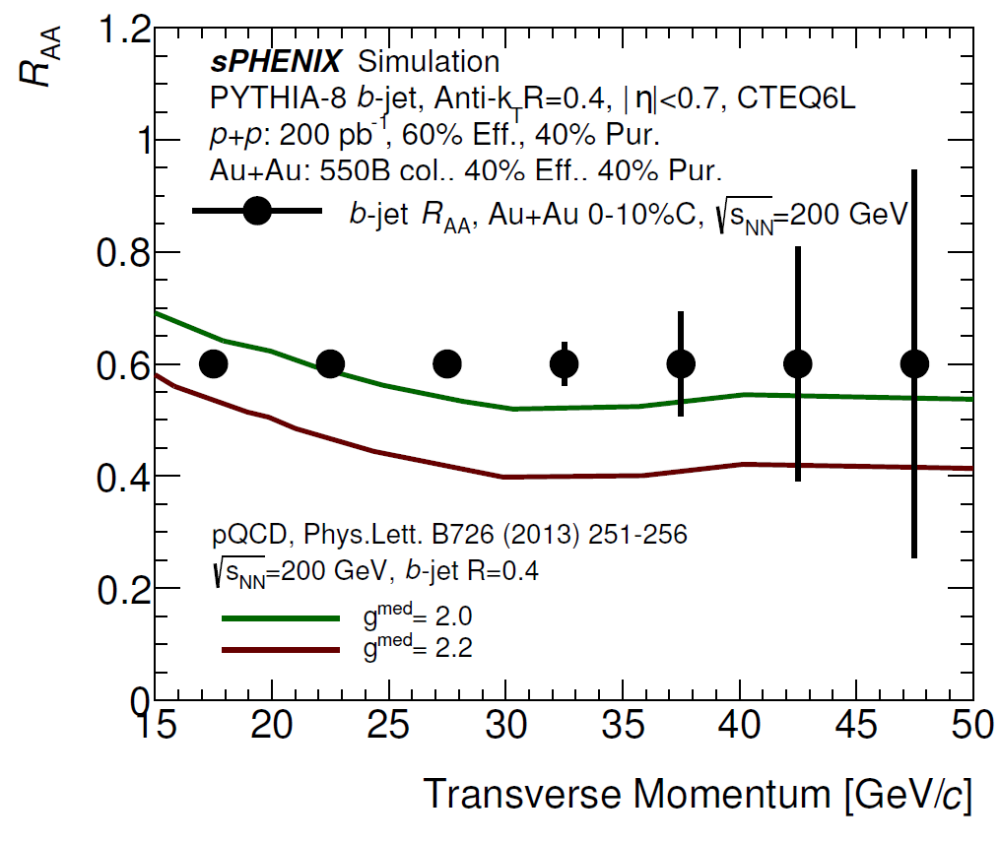 R_AA
1.2
1
0.8
0.6
0.4
0.2
0
sPHENIX Simulation
PYTHIA-8 b-jet, Anti-k_T R=0.4, |η|<0.7, CTEQ6L
p+p: 200 pb^-1, 60% Eff., 40% Pur.
Au+Au: 550B col., 40% Eff., 40% Pur.
b-jet R_AA, Au+Au 0-10%C, √s_NN=200 GeV
pQCD, Phys.Lett. B726 (2013) 251-256
√s_NN=200 GeV, b-jet R=0.4
g^med= 2.0
g^med= 2.2
15 20 25 30 35 40 45 50
Transverse Momentum [GeV/c]